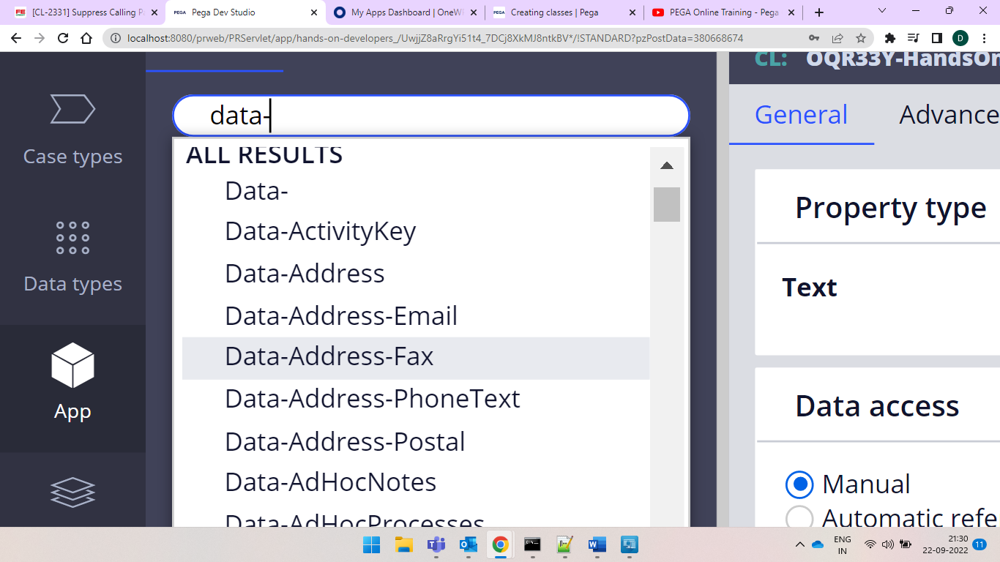 [CL-2331] Suppress Calling P
PEGA Pega Dev Studio
My Apps Dashboard | OneWi
PEGA Creating classes | Pega
PEGA Online Training - Pega
localhost:8080/prweb/PRServlet/app/hands-on-developers_/UwjjZ8aRrgYi51t4_7DCj8XkMJ8ntkBV*/!STANDARD?pzPostData=380668674
D
Case types
Data types
App
data-
ALL RESULTS
Data-
Data-ActivityKey
Data-Address
Data-Address-Email
Data-Address-Fax
Data-Address-PhoneText
Data-Address-Postal
Data-AdHocNotes
Data-AdHocProcesses
CL: OQR33Y-HandsOn
General
Advance
Property type
Text
Data access
Manual
Automatic refe
ENG
IN
21:30
22-09-2022
11